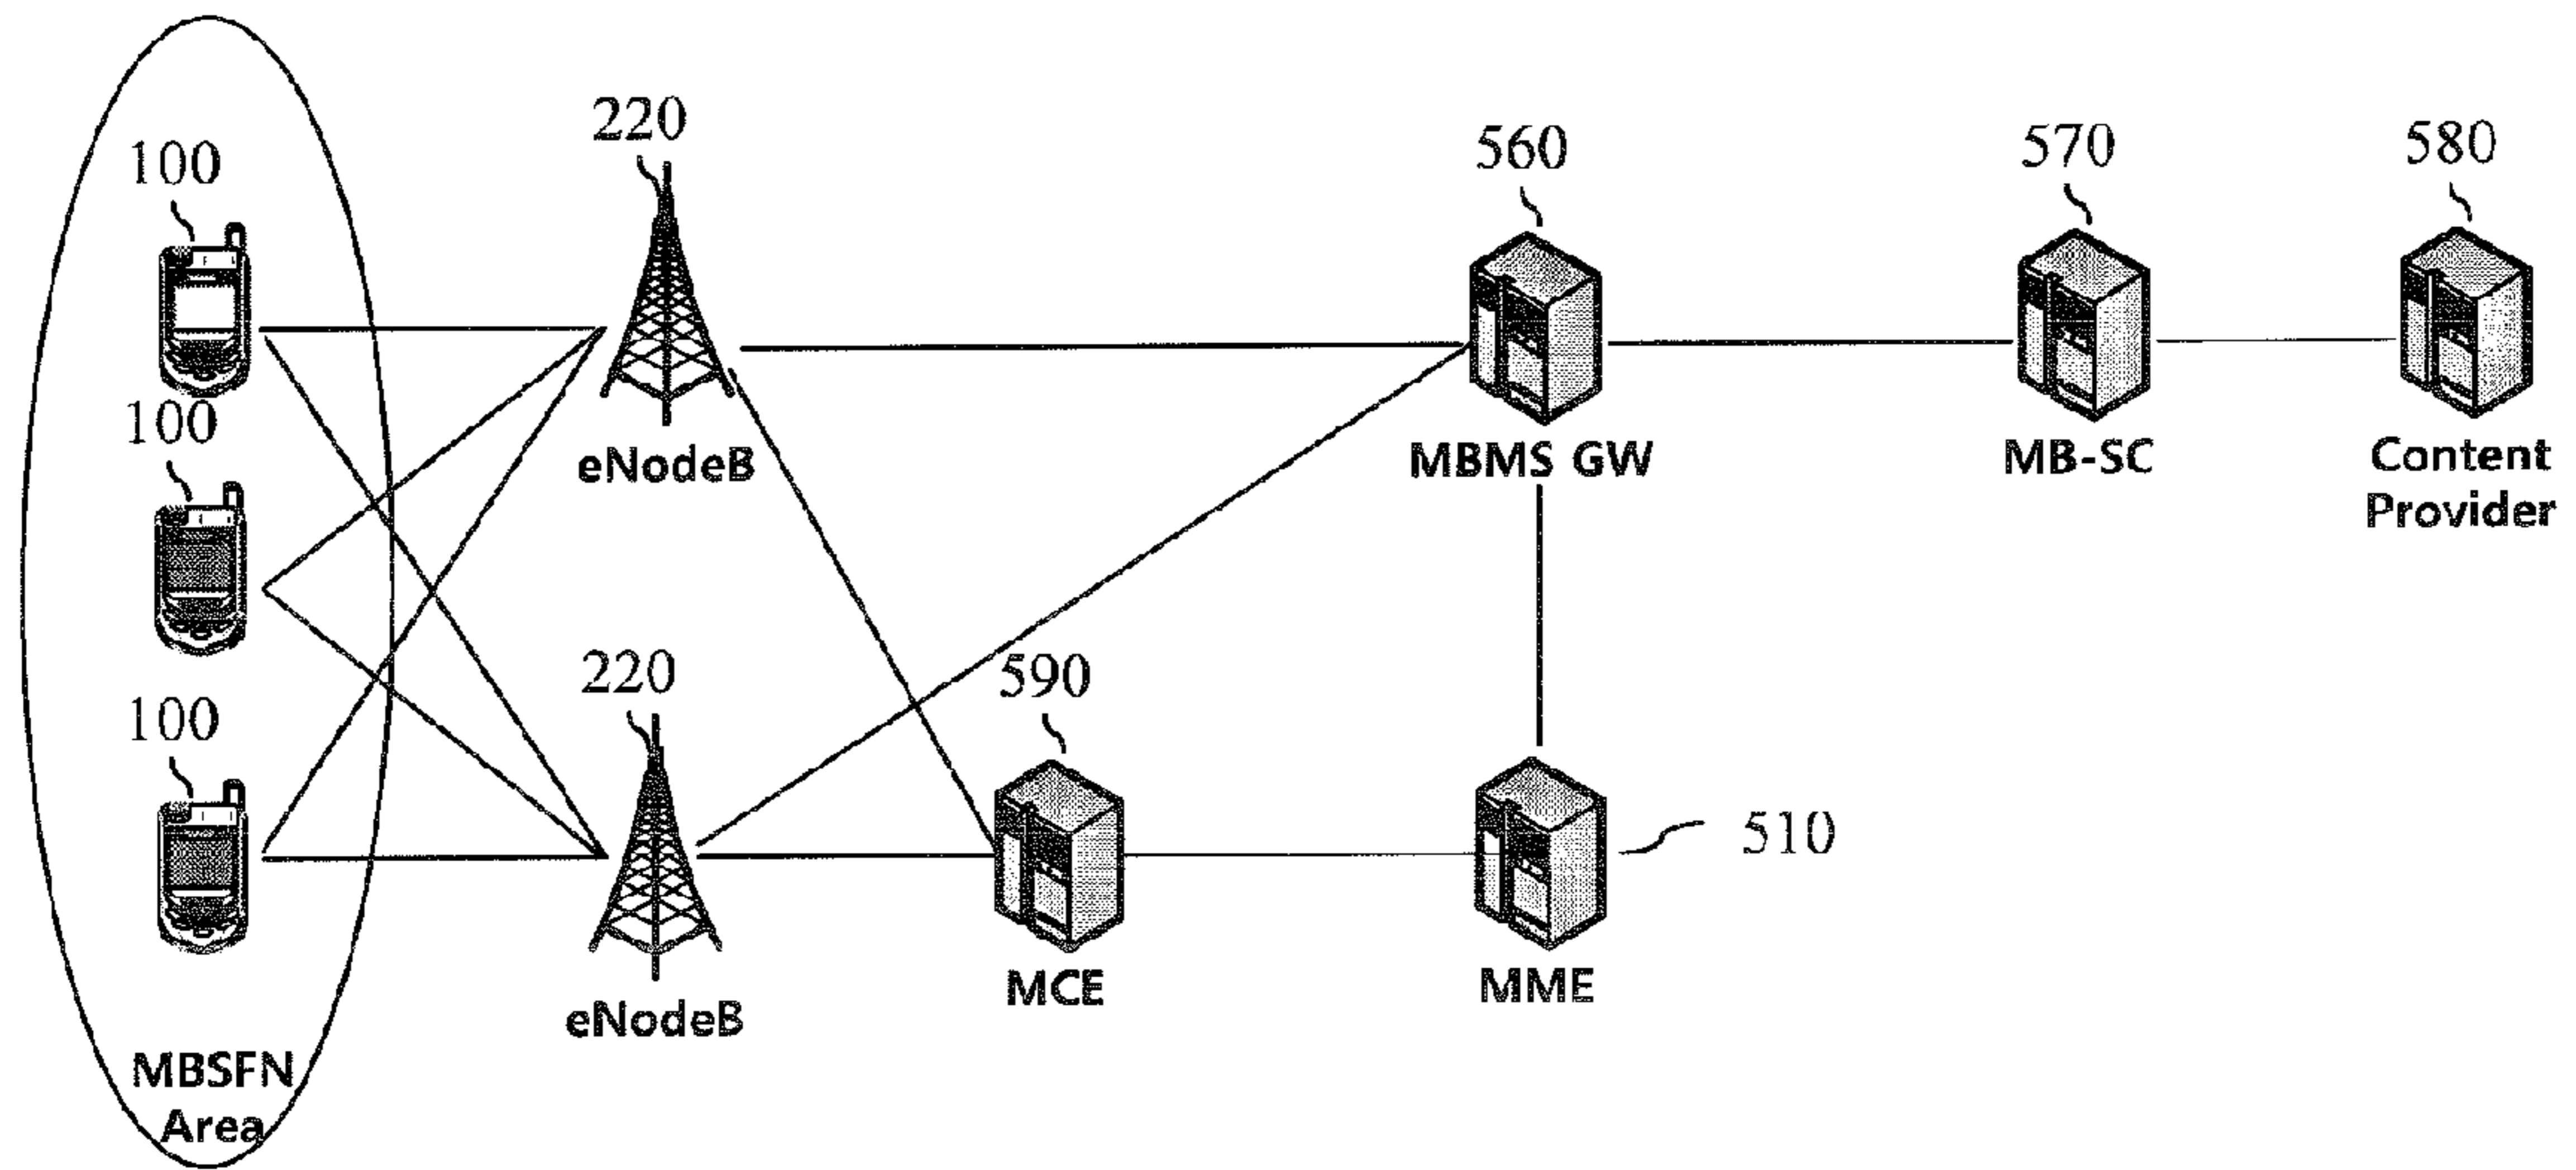 220
560
570
580
100
100
eNodeB
MBMS GW
MB-SC
Content
Provider
220
590
100
510
MCE
MME
eNodeB
MBSFN
Area